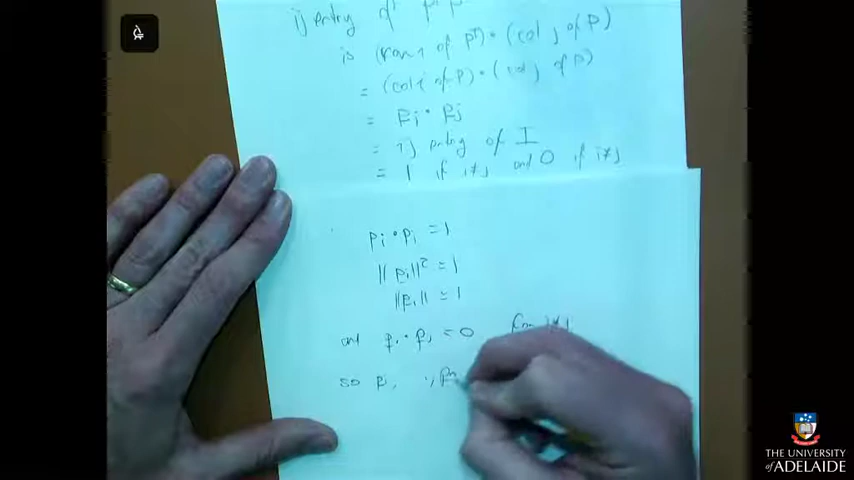 ij entry of PᵀP
is (row i of Pᵀ) • (col j of P)
= (col i of P) • (col j of P)
= pi • pj
= ij entry of I
= 1 if i≠j and 0 if i≠j
pi • pi = 1
||pi||² = 1
||pi|| = 1
and pi • pj = 0 for i≠j
so p1, .., pn
THE UNIVERSITY
of ADELAIDE